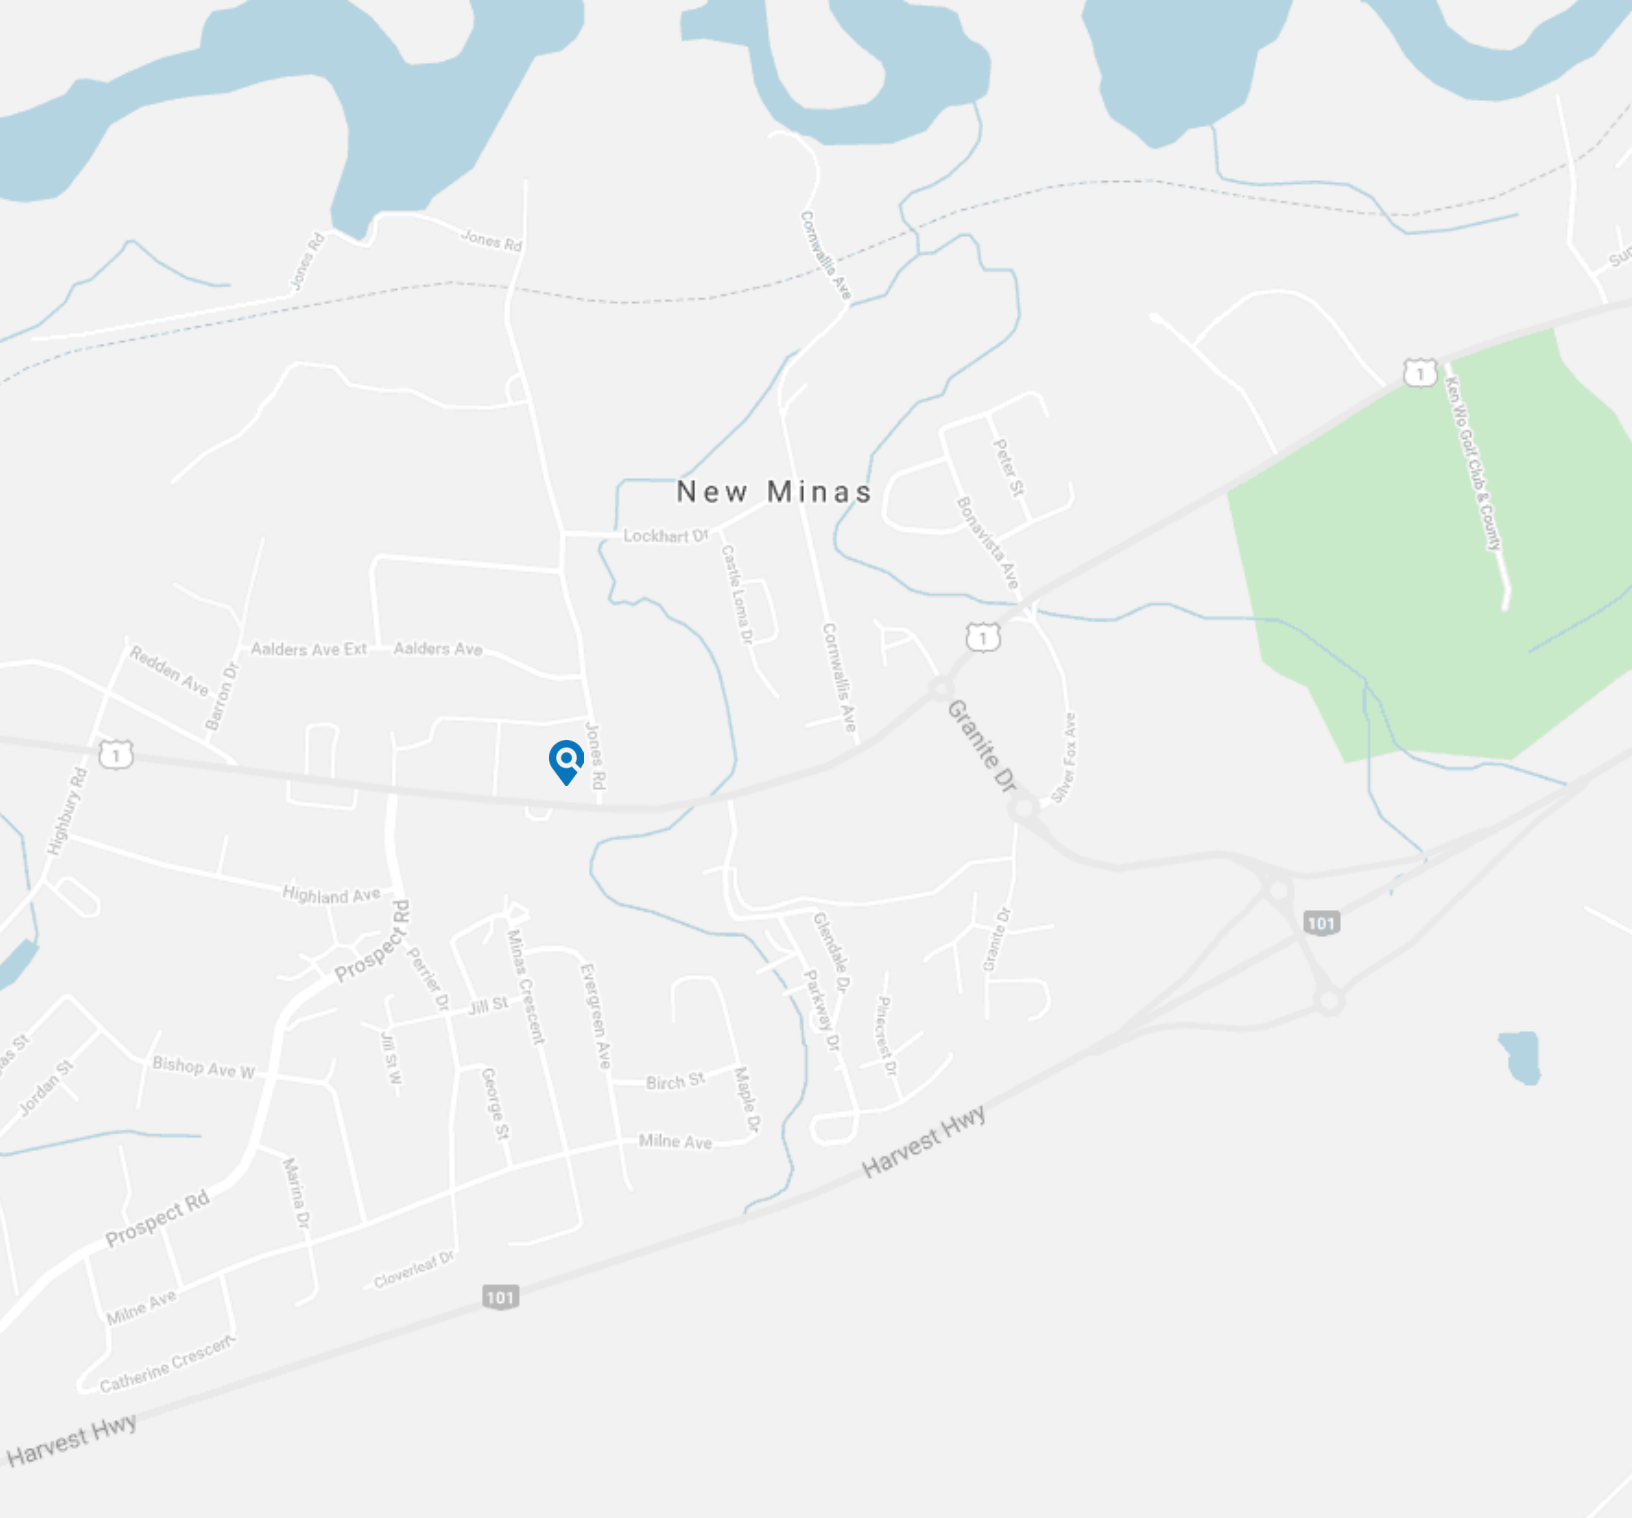 Jones Rd
Jones Rd
Cornwallis Ave
Sun
1
Ken Wo Golf Club & County
Peter St
New Minas
Bonavista Ave
Lockhart Dr
Castle Loma Dr
1
Cornwallis Ave
Aalders Ave Ext
Aalders Ave
Redden Ave
Barron Dr
Granite Dr
Silver Fox Ave
Jones Rd
1
Highbury Rd
Highland Ave
Prospect Rd
101
Glendale Dr
Granite Dr
Minas Crescent
Perrier Dr
Evergreen Ave
Parkway Dr
Jill St
Pinecrest Dr
Jill St W
as St
Jordan St
Bishop Ave W
George St
Birch St
Maple Dr
Milne Ave
Harvest Hwy
Marina Dr
Prospect Rd
Cloverleaf Dr
101
Milne Ave
Catherine Crescent
Harvest Hwy